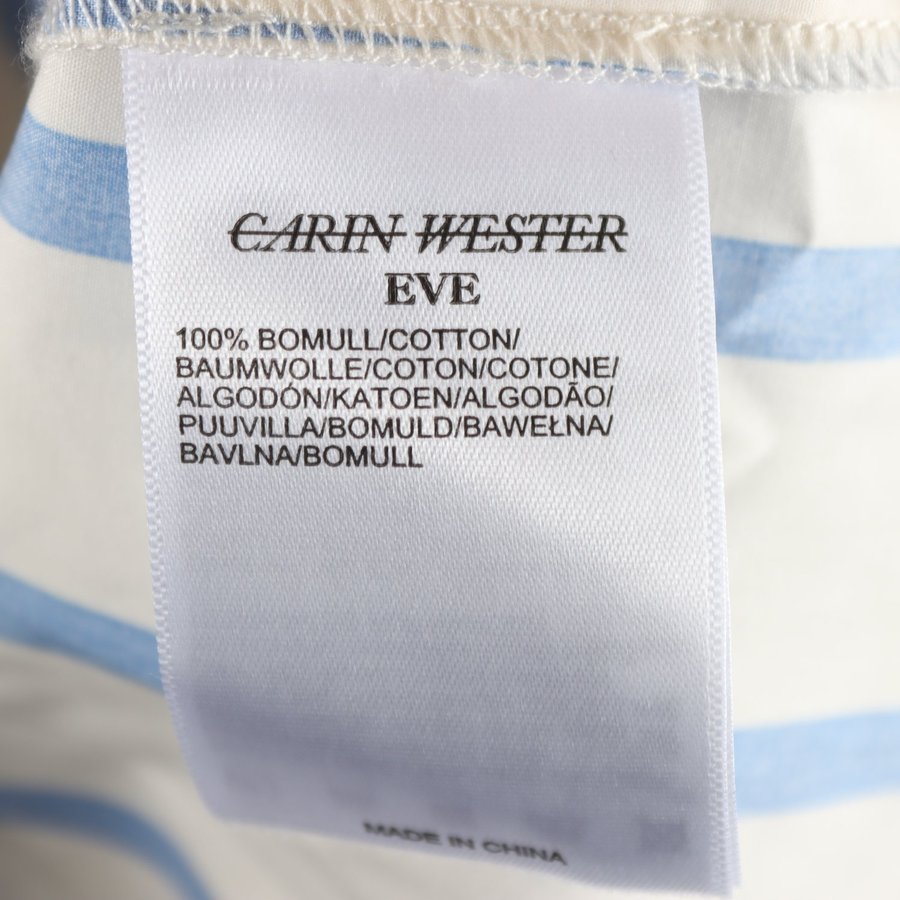 CARIN WESTER
EVE
100% BOMULL/COTTON/
BAUMWOLLE/COTON/COTONE/
ALGODÓN/KATOEN/ALGODÃO/
PUUVILLA/BOMULD/BAWEŁNA/
BAVLNA/BOMULL
MADE IN CHINA